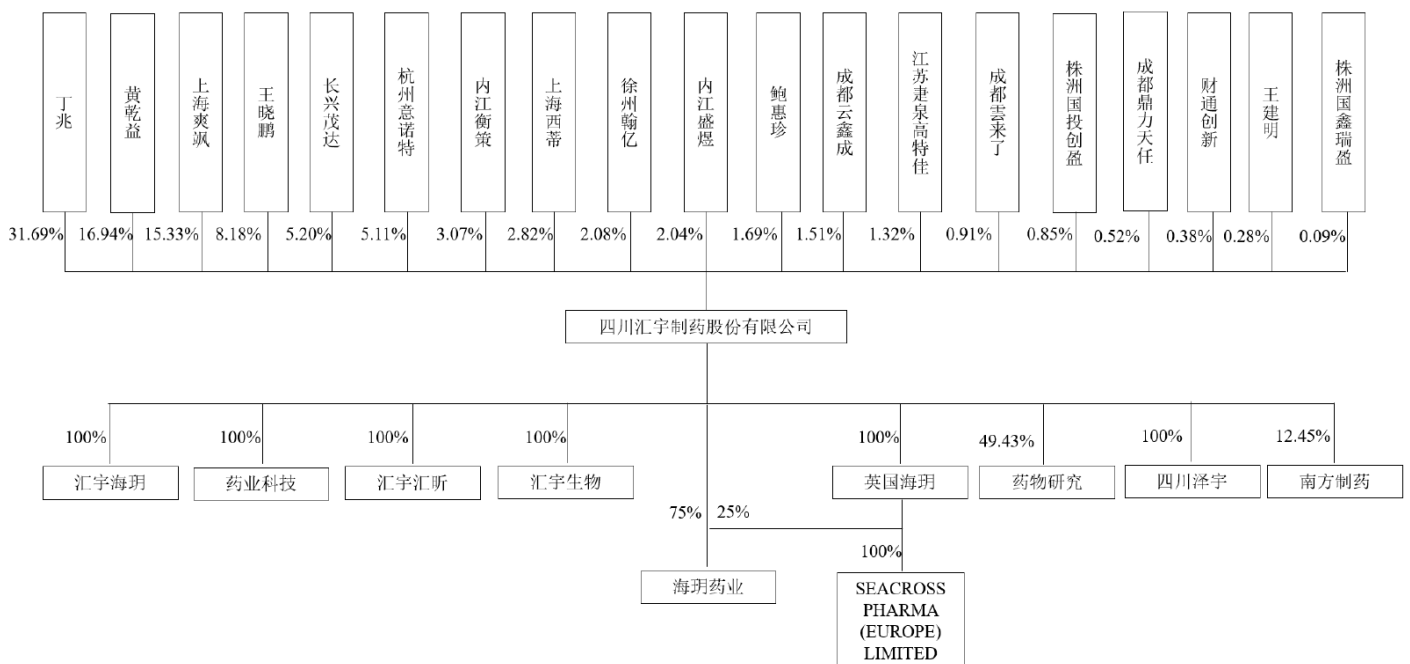 丁兆
黄乾益
上海爽飒
王晓鹏
长兴茂达
杭州意诺特
内江衡策
上海西蒂
徐州翰亿
内江盛煜
鲍惠珍
成都云鑫成
江苏疌泉高特佳
成都雲来了
株洲国投创盈
成都鼎力天任
财通创新
王建明
株洲国鑫瑞盈
31.69%
16.94%
15.33%
8.18%
5.20%
5.11%
3.07%
2.82%
2.08%
2.04%
1.69%
1.51%
1.32%
0.91%
0.85%
0.52%
0.38%
0.28%
0.09%
四川汇宇制药股份有限公司
100%
100%
100%
100%
100%
49.43%
100%
12.45%
汇宇海玥
药业科技
汇宇汇昕
汇宇生物
英国海玥
药物研究
四川泽宇
南方制药
75%
25%
100%
海玥药业
SEACROSS
PHARMA
(EUROPE)
LIMITED